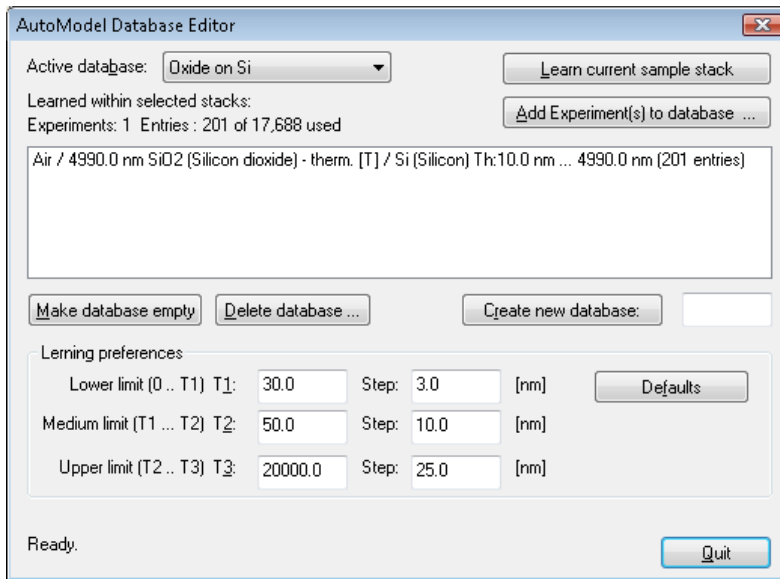 AutoModel Database Editor
Active database: Oxide on Si
Learn current sample stack
Learned within selected stacks:
Experiments: 1 Entries : 201 of 17,688 used
Add Experiment(s) to database ...
Air / 4990.0 nm SiO2 (Silicon dioxide) - therm. [T] / Si (Silicon) Th:10.0 nm ... 4990.0 nm (201 entries)
Make database empty Delete database ... Create new database:
Lerning preferences
Lower limit (0 .. T1) T1: 30.0 Step: 3.0 [nm] Defaults
Medium limit (T1 ... T2) T2: 50.0 Step: 10.0 [nm]
Upper limit (T2 .. T3) T3: 20000.0 Step: 25.0 [nm]
Ready.
Quit